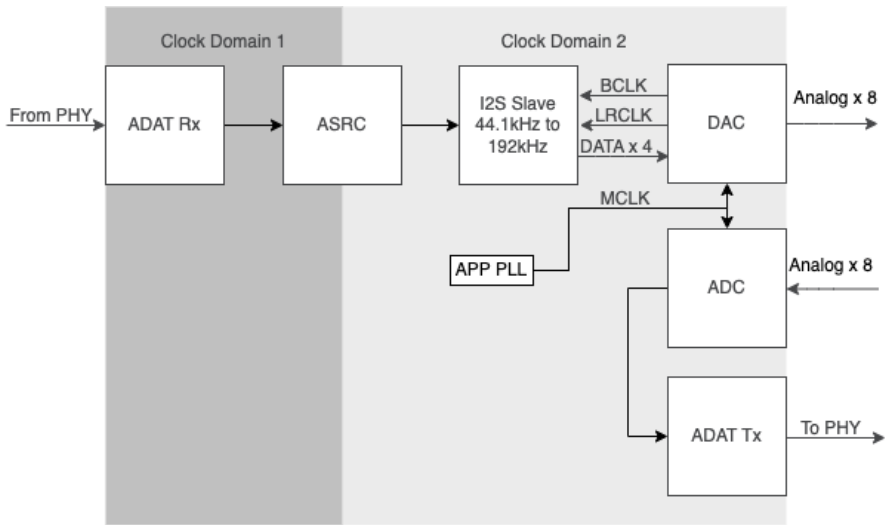 Clock Domain 1
Clock Domain 2
From PHY
ADAT Rx
ASRC
I2S Slave
44.1kHz to
192kHz
BCLK
LRCLK
DATA x 4
DAC
Analog x 8
MCLK
APP PLL
ADC
Analog x 8
ADAT Tx
To PHY